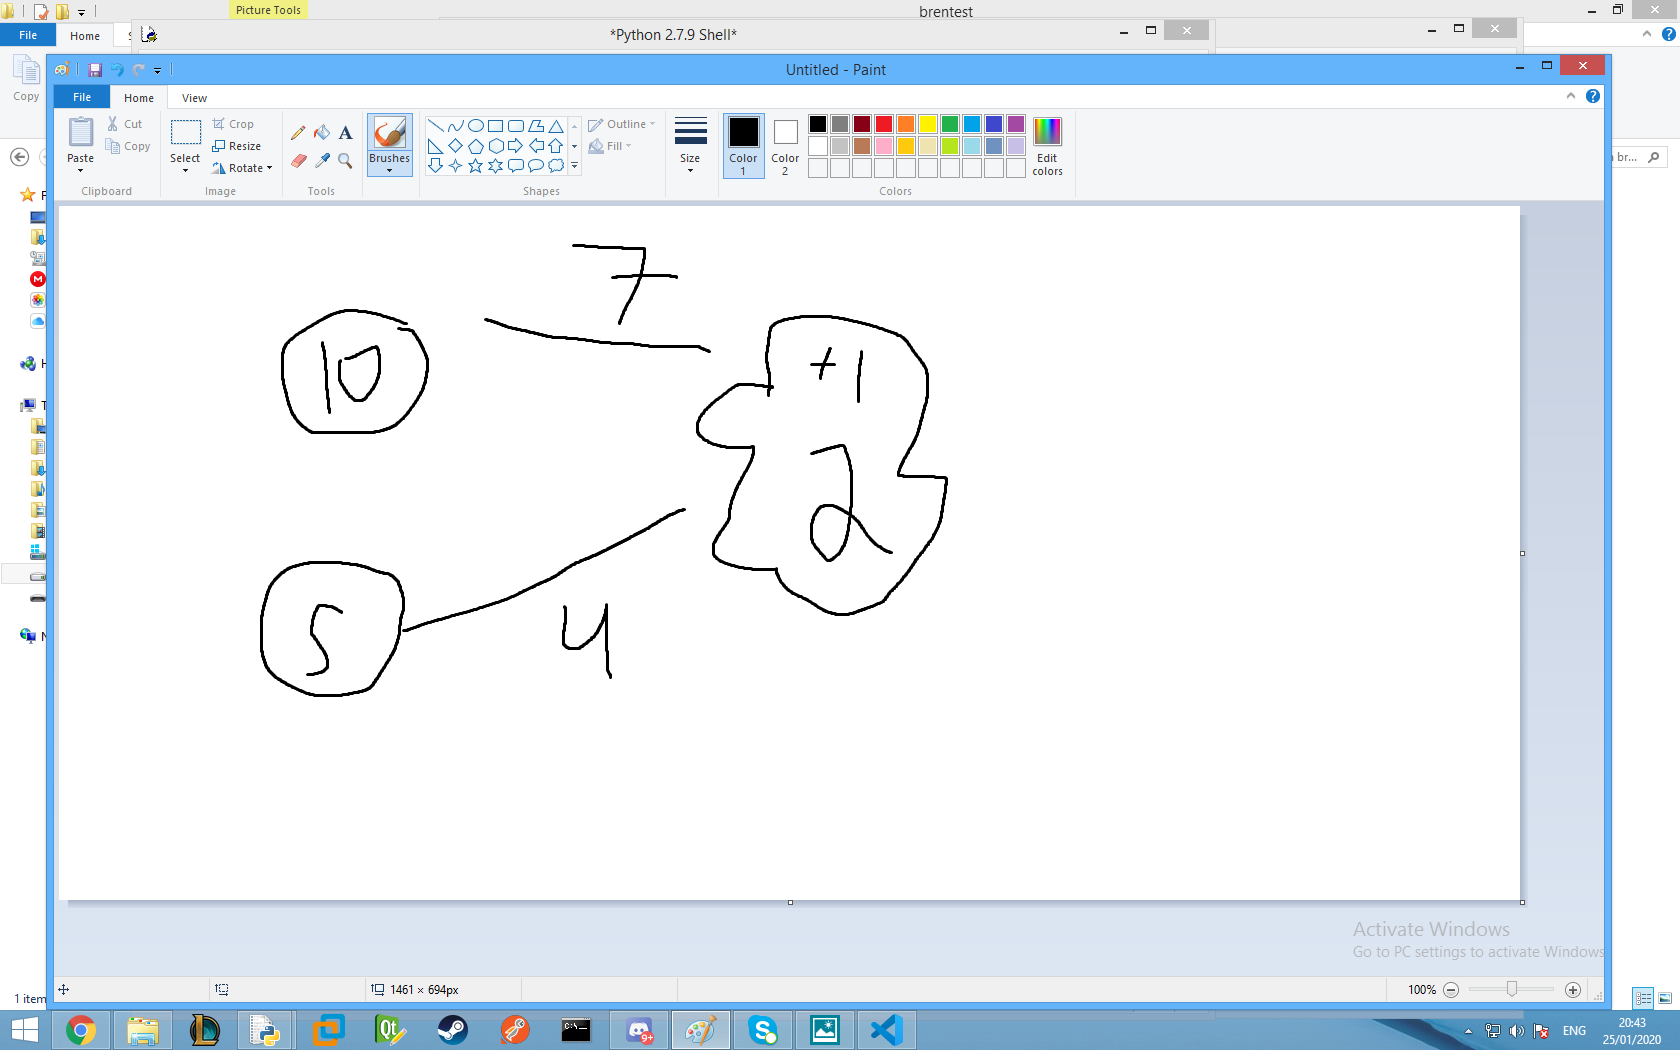 Picture Tools
brentest
File
Home
*Python 2.7.9 Shell*
Untitled - Paint
File
Home
View
Copy
Paste
Cut
Copy
Clipboard
Select
Crop
Resize
Rotate
Image
Tools
Brushes
Shapes
Outline
Fill
Size
Color 1
Color 2
Edit colors
Colors
br...
7
10
+1
2
5
4
Activate Windows
Go to PC settings to activate Windows
1 item
1461 × 694px
100%
9+
ENG
20:43
25/01/2020